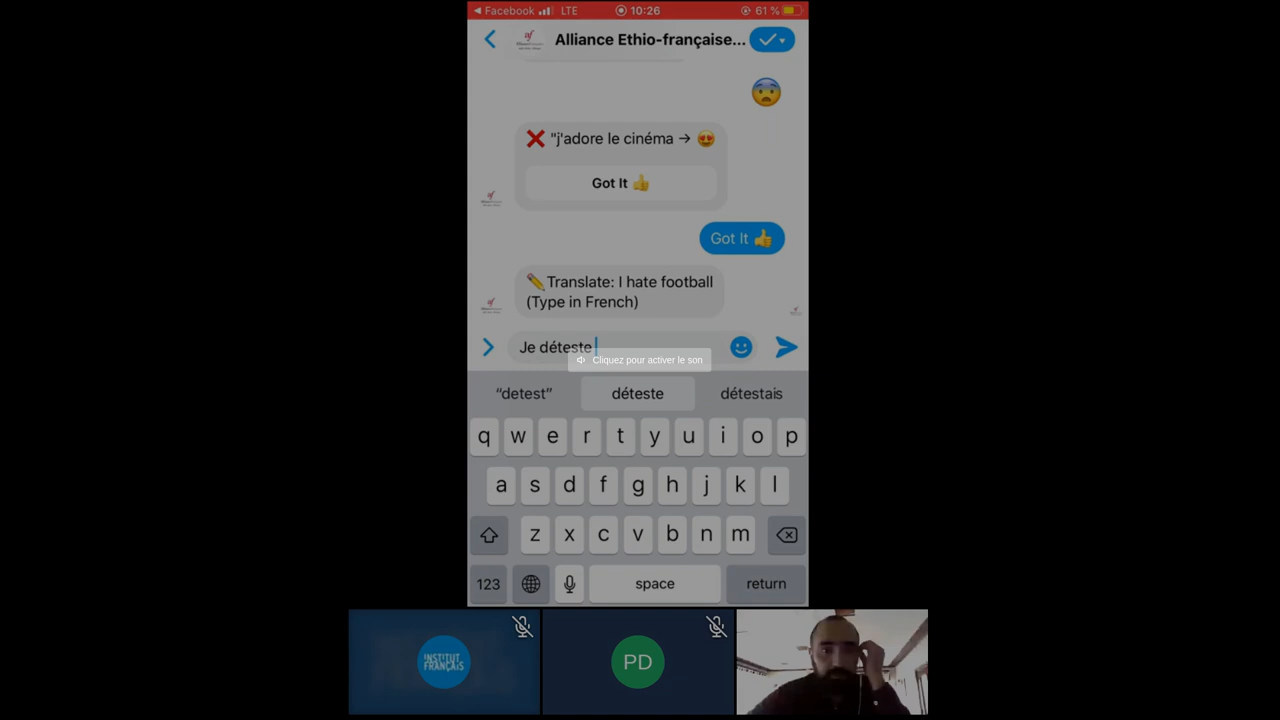 ◀ Facebook LTE 10:26 61 %
Alliance Ethio-française...
❌ "j'adore le cinéma → 😍
Got It 👍
Got It 👍
✏️Translate: I hate football
(Type in French)
Je déteste
Cliquez pour activer le son
“detest” déteste détestais
q w e r t y u i o p
a s d f g h j k l
z x c v b n m
123 space return
INSTITUT
FRANÇAIS
PD